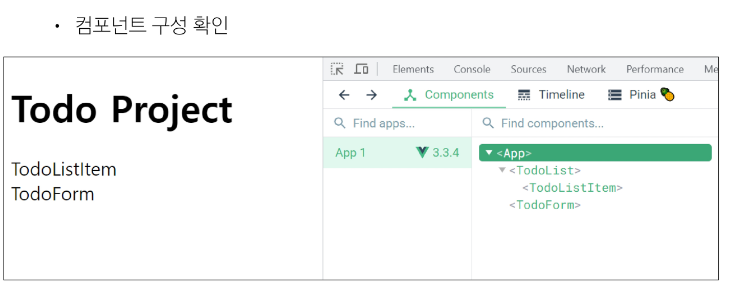 • 컴포넌트 구성 확인
Todo Project
TodoListItem
TodoForm
Elements Console Sources Network Performance Me
Components Timeline Pinia
Find apps... Find components...
App 1 3.3.4
<App>
<TodoList>
<TodoListItem>
<TodoForm>